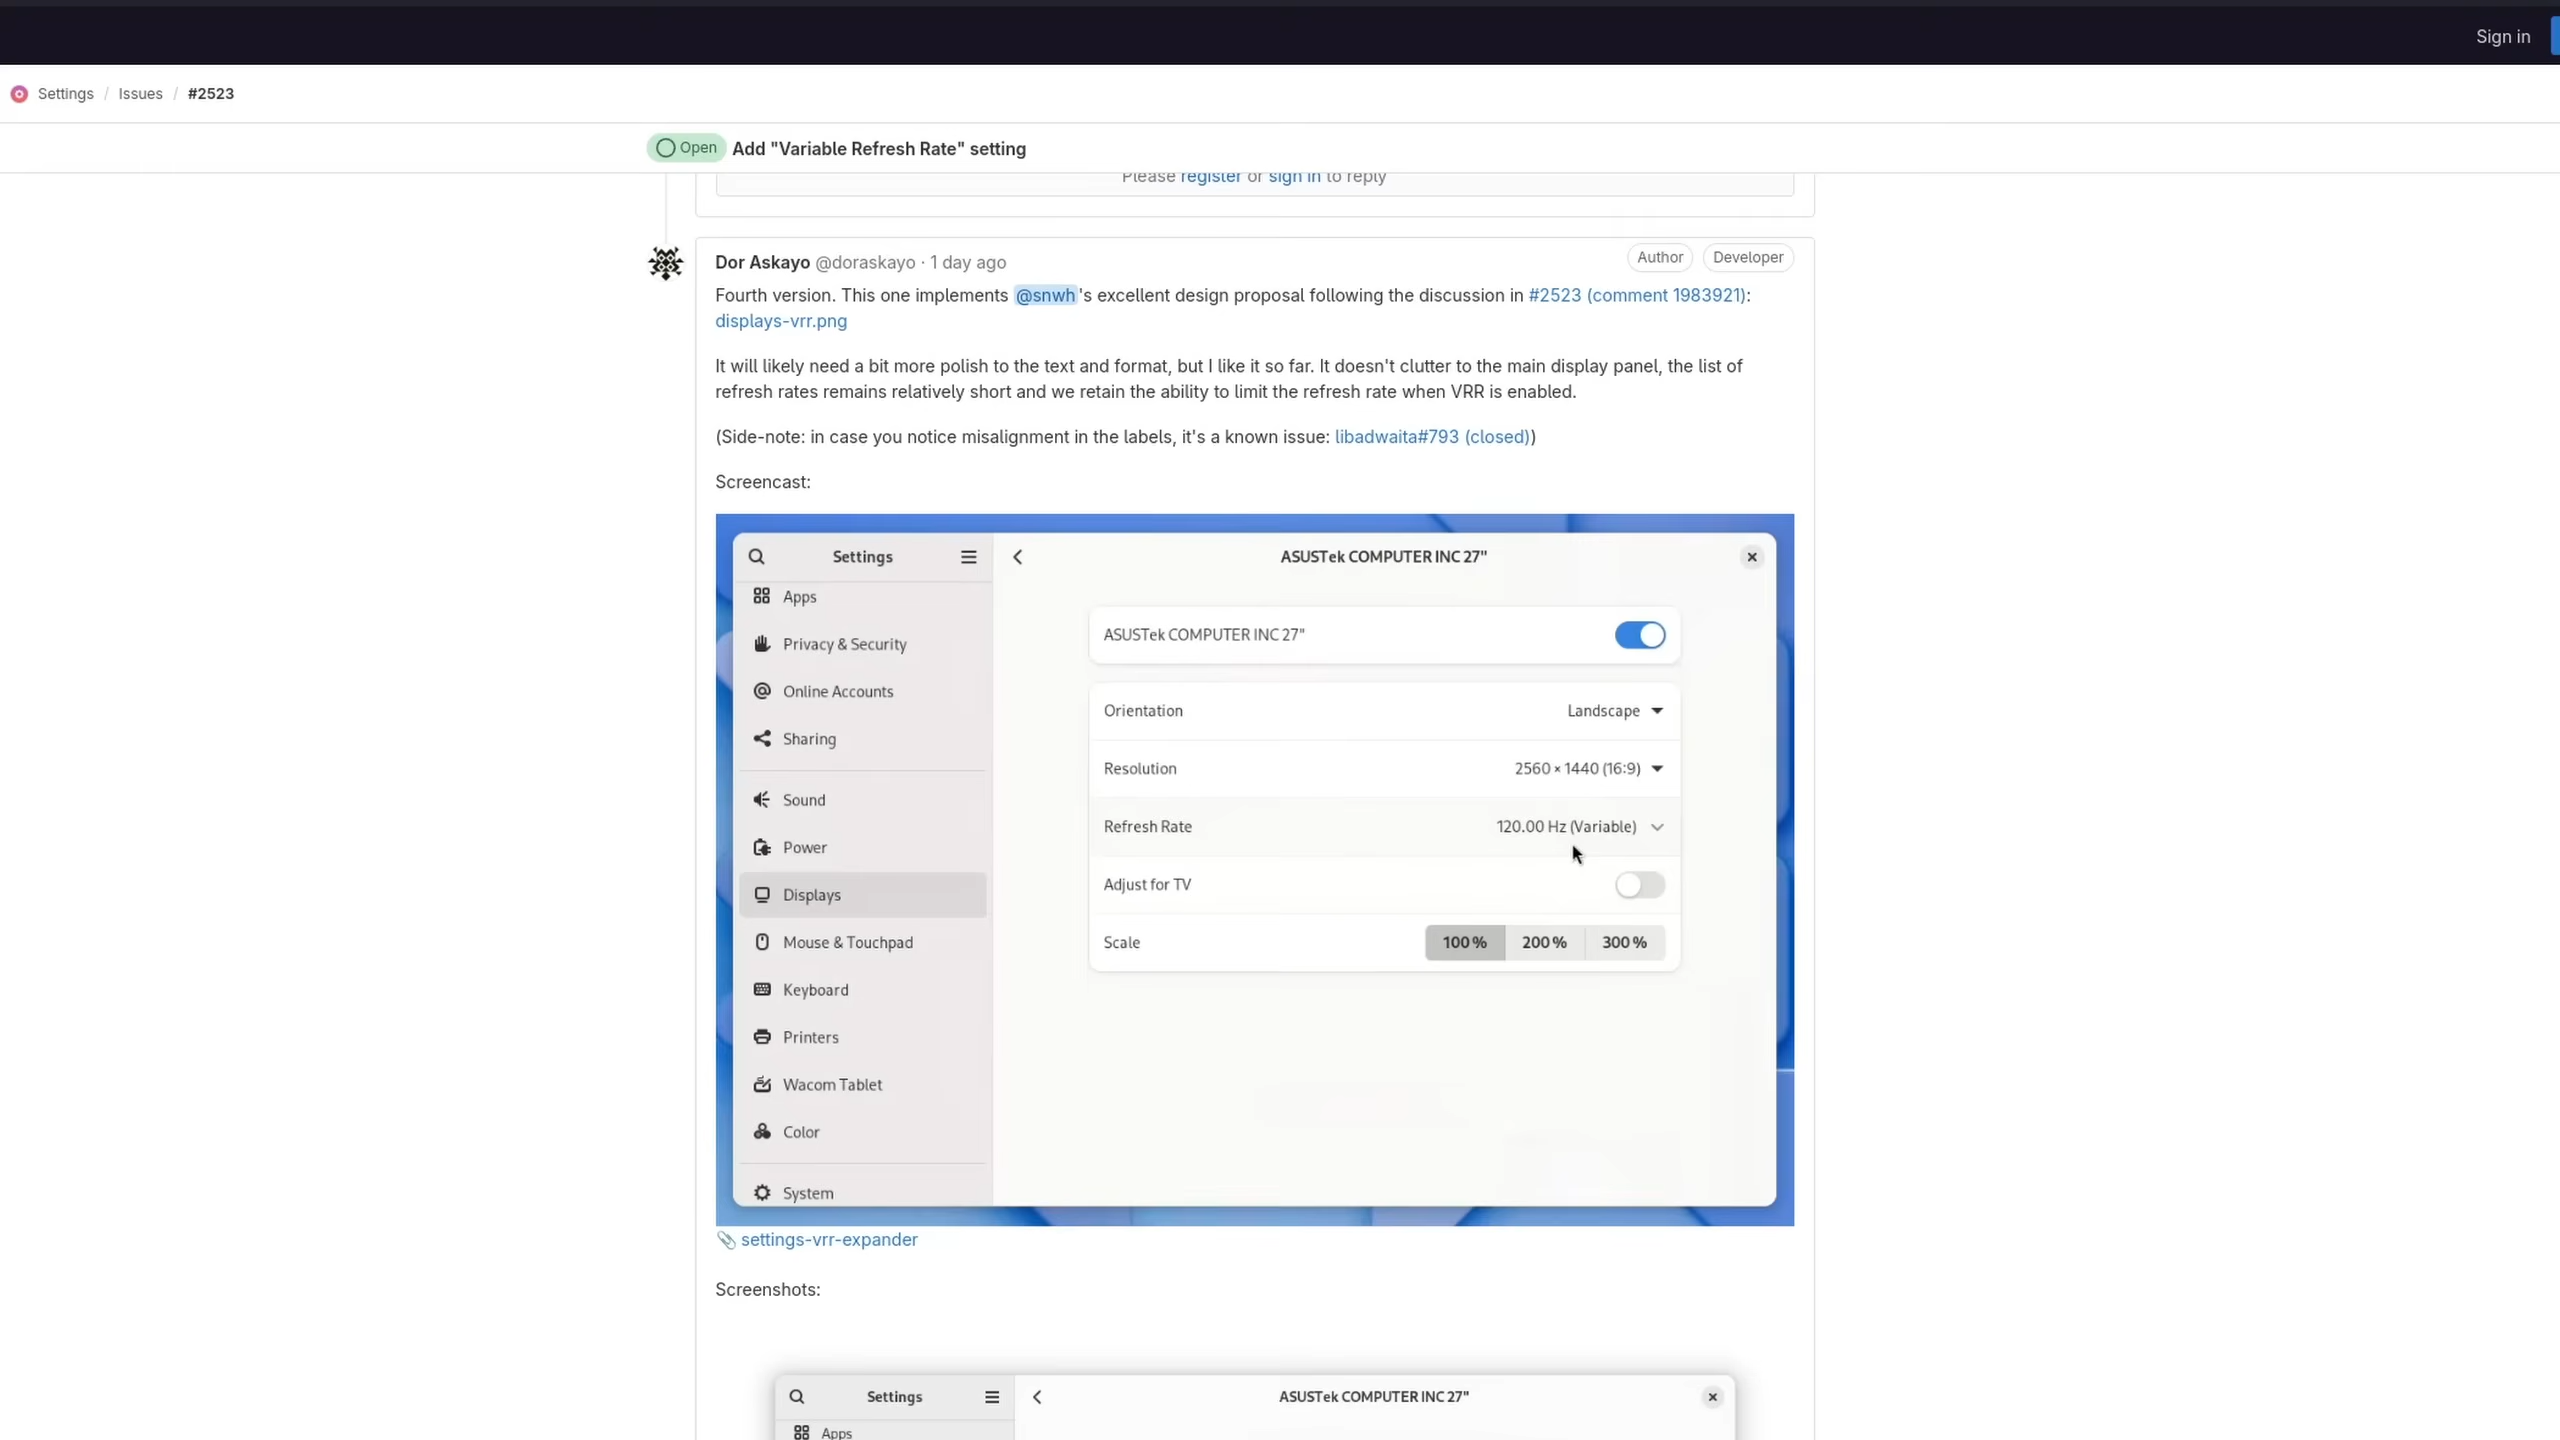 Sign in
Settings / Issues / #2523
Open Add "Variable Refresh Rate" setting
Please register or sign in to reply
Dor Askayo @doraskayo · 1 day ago
Author Developer
Fourth version. This one implements @snwh's excellent design proposal following the discussion in #2523 (comment 1983921):
displays-vrr.png
It will likely need a bit more polish to the text and format, but I like it so far. It doesn't clutter to the main display panel, the list of
refresh rates remains relatively short and we retain the ability to limit the refresh rate when VRR is enabled.
(Side-note: in case you notice misalignment in the labels, it's a known issue: libadwaita#793 (closed))
Screencast:
Settings
Apps
Privacy & Security
Online Accounts
Sharing
Sound
Power
Displays
Mouse & Touchpad
Keyboard
Printers
Wacom Tablet
Color
System
ASUSTek COMPUTER INC 27"
ASUSTek COMPUTER INC 27"
Orientation Landscape
Resolution 2560 × 1440 (16:9)
Refresh Rate 120.00 Hz (Variable)
Adjust for TV
Scale 100 % 200 % 300 %
settings-vrr-expander
Screenshots:
Settings
ASUSTek COMPUTER INC 27"
Apps